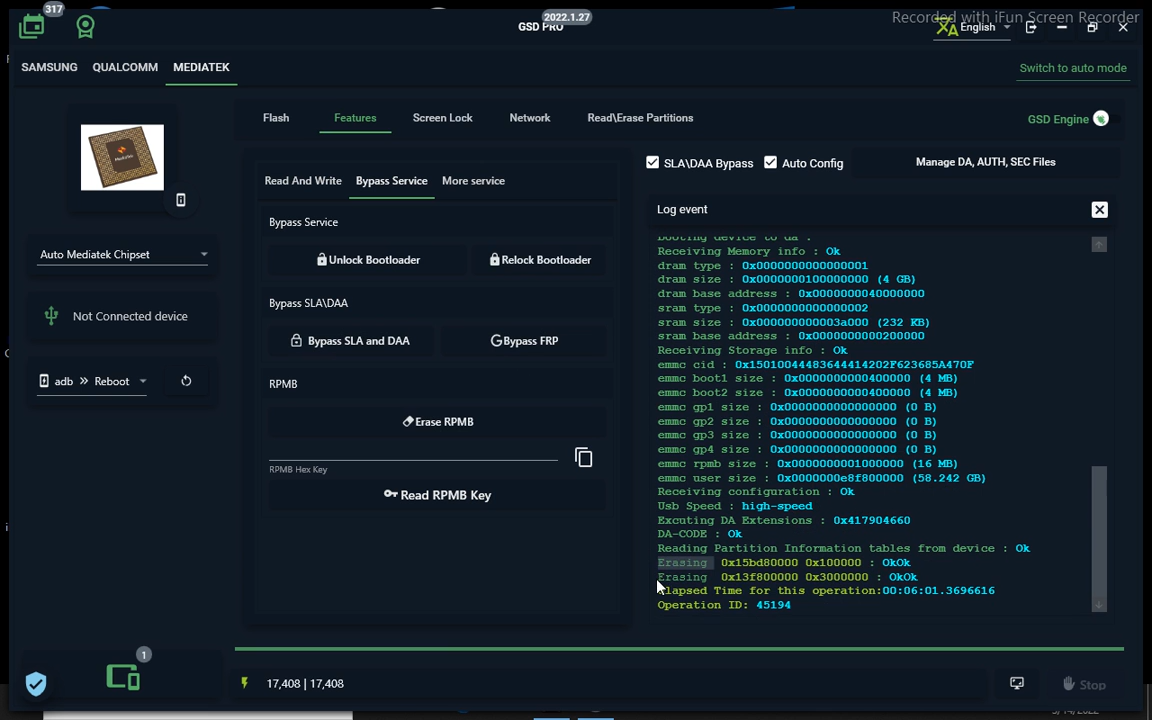 317
2022.1.27
GSD PRO
Recorded with iFun Screen Recorder
English
SAMSUNG QUALCOMM MEDIATEK
Switch to auto mode
Flash Features Screen Lock Network Read\Erase Partitions
GSD Engine
MEDIATEK
SLA\DAA Bypass Auto Config Manage DA, AUTH, SEC Files
Read And Write Bypass Service More service
Auto Mediatek Chipset
Not Connected device
adb » Reboot
Bypass Service
Unlock Bootloader Relock Bootloader
Bypass SLA\DAA
Bypass SLA and DAA Bypass FRP
RPMB
Erase RPMB
RPMB Hex Key
Read RPMB Key
Log event
Booting device to da :
Receiving Memory info : Ok
dram type : 0x0000000000000001
dram size : 0x0000000100000000 (4 GB)
dram base address : 0x0000000040000000
sram type : 0x0000000000000002
sram size : 0x000000000003a000 (232 KB)
sram base address : 0x0000000000200000
Receiving Storage info : Ok
emmc cid : 0x15010044483644414202F623685A470F
emmc boot1 size : 0x0000000000400000 (4 MB)
emmc boot2 size : 0x0000000000400000 (4 MB)
emmc gp1 size : 0x0000000000000000 (0 B)
emmc gp2 size : 0x0000000000000000 (0 B)
emmc gp3 size : 0x0000000000000000 (0 B)
emmc gp4 size : 0x0000000000000000 (0 B)
emmc rpmb size : 0x0000000001000000 (16 MB)
emmc user size : 0x0000000e8f800000 (58.242 GB)
Receiving configuration : Ok
Usb Speed : high-speed
Excuting DA Extensions : 0x417904660
DA-CODE : Ok
Reading Partition Information tables from device : Ok
Erasing 0x15bd80000 0x100000 : OkOk
Erasing 0x13f800000 0x3000000 : OkOk
Elapsed Time for this operation:00:06:01.3696616
Operation ID: 45194
1
17,408 | 17,408
Stop